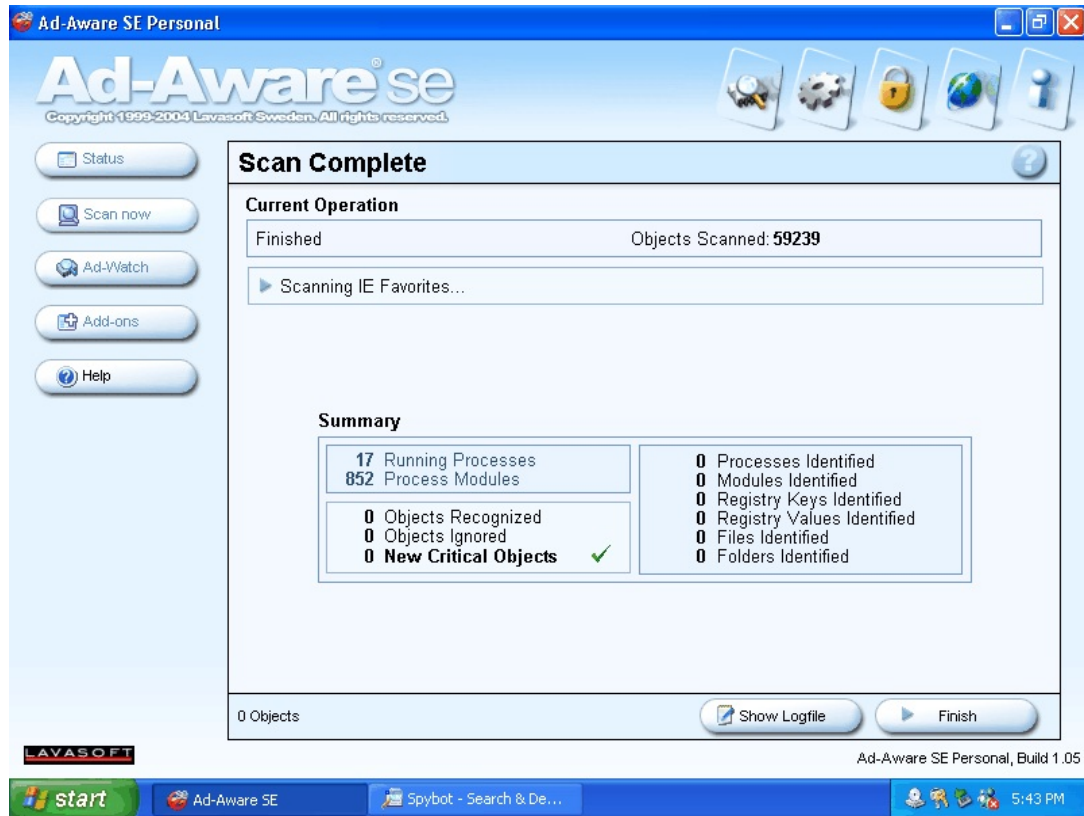 Ad-Aware SE Personal
Ad-Aware® se
Copyright 1999-2004 Lavasoft Sweden. All rights reserved.
Status
Scan now
Ad-Watch
Add-ons
Help
Scan Complete
?
Current Operation
Finished Objects Scanned: 59239
Scanning IE Favorites...
Summary
17 Running Processes
852 Process Modules
0 Objects Recognized
0 Objects Ignored
0 New Critical Objects
0 Processes Identified
0 Modules Identified
0 Registry Keys Identified
0 Registry Values Identified
0 Files Identified
0 Folders Identified
0 Objects
Show Logfile
Finish
LAVASOFT
Ad-Aware SE Personal, Build 1.05
start
Ad-Aware SE
Spybot - Search & De...
5:43 PM